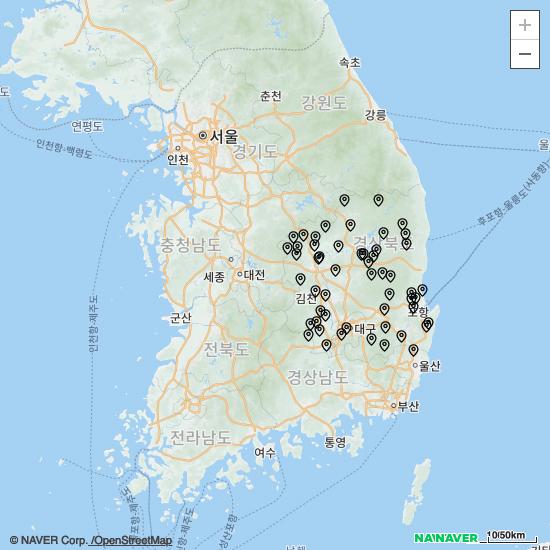 +
−
속초
춘천
강원도
강릉
도
연평도
서울
인천
경기도
인천항-백령도
울
후포항-울릉도(사동항)
경상북
충청남도
세종
대전
김천
포항
군산
인천항-제주도
대구
전북도
경상남도
울산
부산
전라남도
여수
통영
© NAVER Corp. /OpenStreetMap
NAVER
10/50km